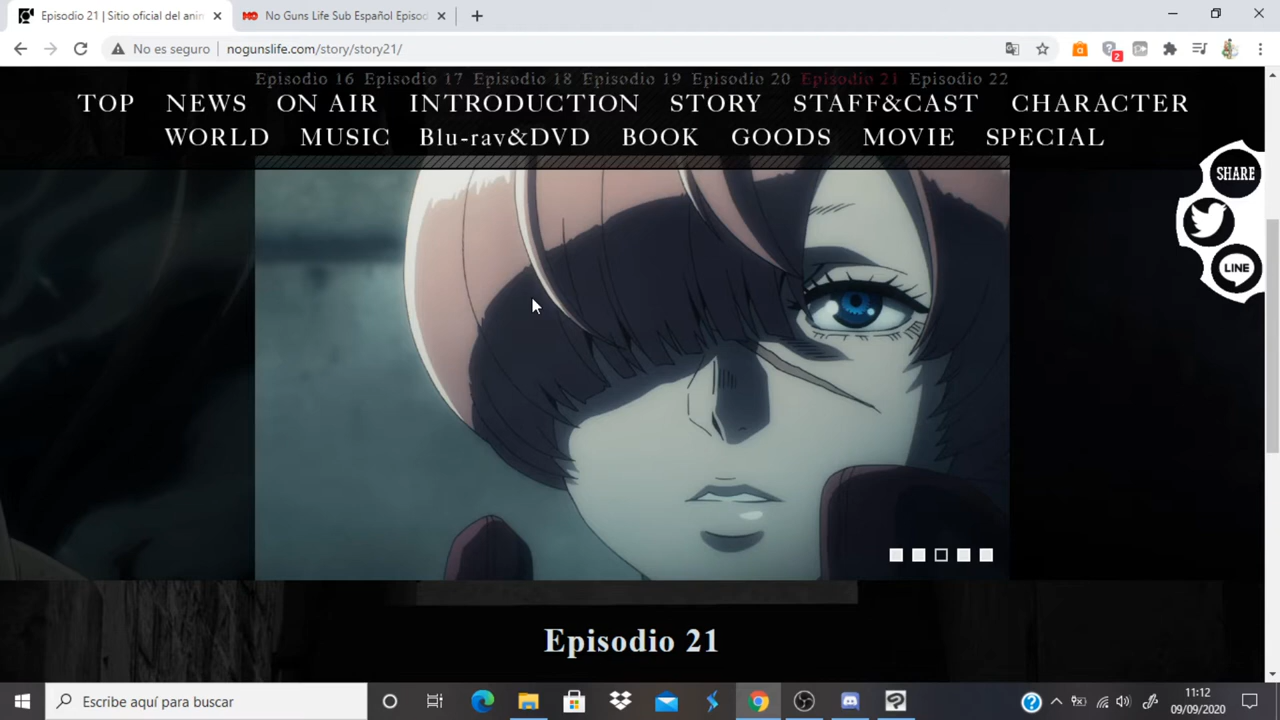 Episodio 21 | Sitio oficial del anin
No Guns Life Sub Español Episod
No es seguro
nogunslife.com/story/story21/
2
Episodio 16 Episodio 17 Episodio 18 Episodio 19 Episodio 20 Episodio 21 Episodio 22
TOP NEWS ON AIR INTRODUCTION STORY STAFF&CAST CHARACTER
WORLD MUSIC Blu-ray&DVD BOOK GOODS MOVIE SPECIAL
SHARE
LINE
Episodio 21
Escribe aquí para buscar
11:12
09/09/2020